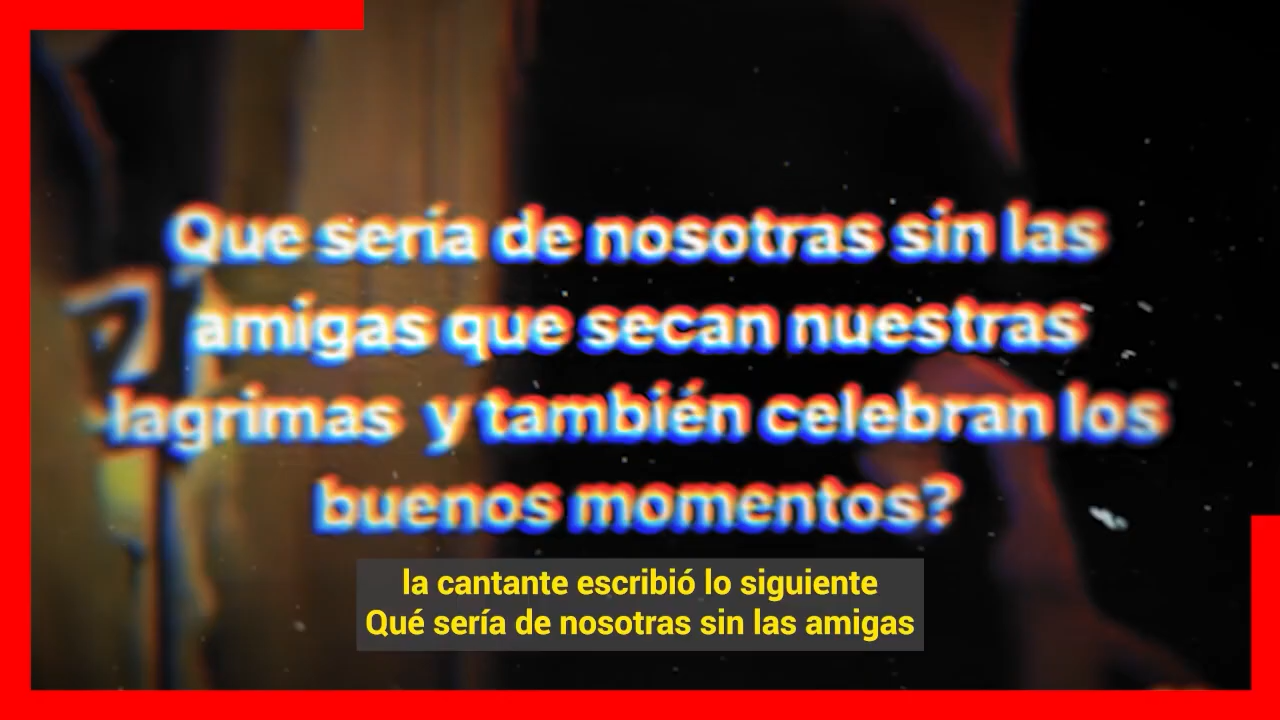 Que sería de nosotras sin las
amigas que secan nuestras
lagrimas y también celebran los
buenos momentos?
la cantante escribió lo siguiente
Qué sería de nosotras sin las amigas